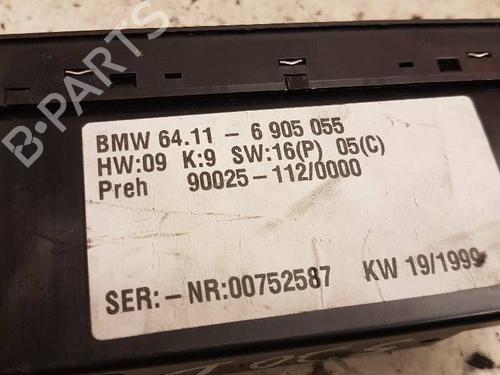 B-PARTS
BMW 64.11 - 6 905 055
HW:09 K:9 SW:16(P) 05(C)
Preh 90025-112/0000
SER:-NR:00752587 KW 19/1999